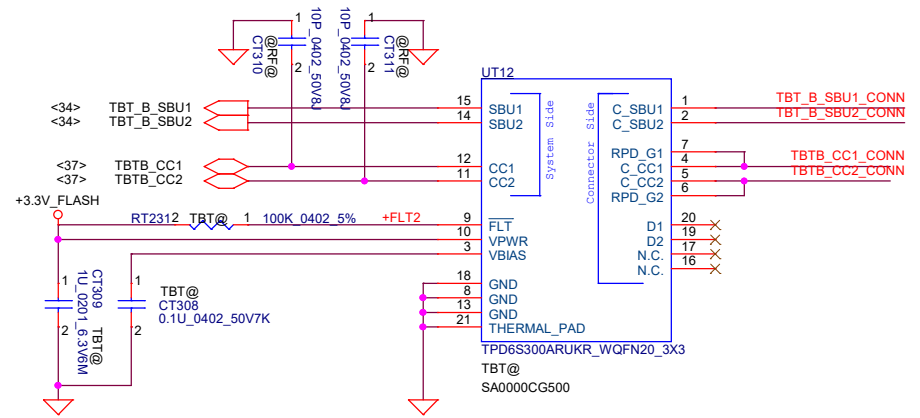 1
2
@RF@
CT310
10P_0402_50V8J
1
2
@RF@
CT311
10P_0402_50V8J
UT12
<34>
TBT_B_SBU1
15
SBU1
<34>
TBT_B_SBU2
14
SBU2
<37>
TBTB_CC1
12
CC1
<37>
TBTB_CC2
11
CC2
+3.3V_FLASH
RT231
2
TBT@
1
100K_0402_5%
+FLT2
9
FLT
10
VPWR
3
VBIAS
18
GND
8
GND
13
GND
21
THERMAL_PAD
System Side
Connector Side
C_SBU1
1
TBT_B_SBU1_CONN
C_SBU2
2
TBT_B_SBU2_CONN
RPD_G1
7
C_CC1
4
TBTB_CC1_CONN
C_CC2
5
TBTB_CC2_CONN
RPD_G2
6
D1
20
D2
19
N.C.
17
N.C.
16
1
2
CT309
1U_0201_6.3V6M
TBT@
1
2
TBT@
CT308
0.1U_0402_50V7K
TPD6S300ARUKR_WQFN20_3X3
TBT@
SA0000CG500